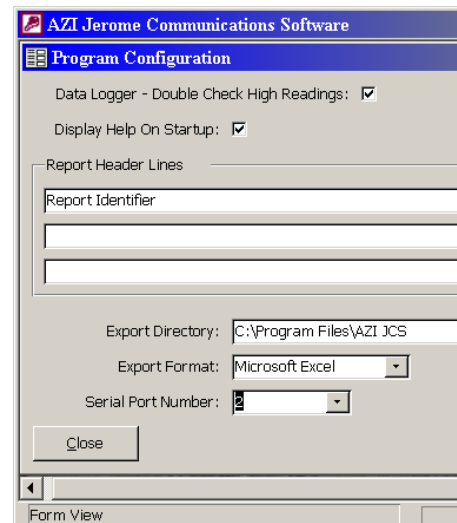 AZI Jerome Communications Software
Program Configuration
Data Logger - Double Check High Readings:
Display Help On Startup:
Report Header Lines
Report Identifier
Export Directory: C:\Program Files\AZI JCS
Export Format: Microsoft Excel
Serial Port Number: 2
Close
Form View